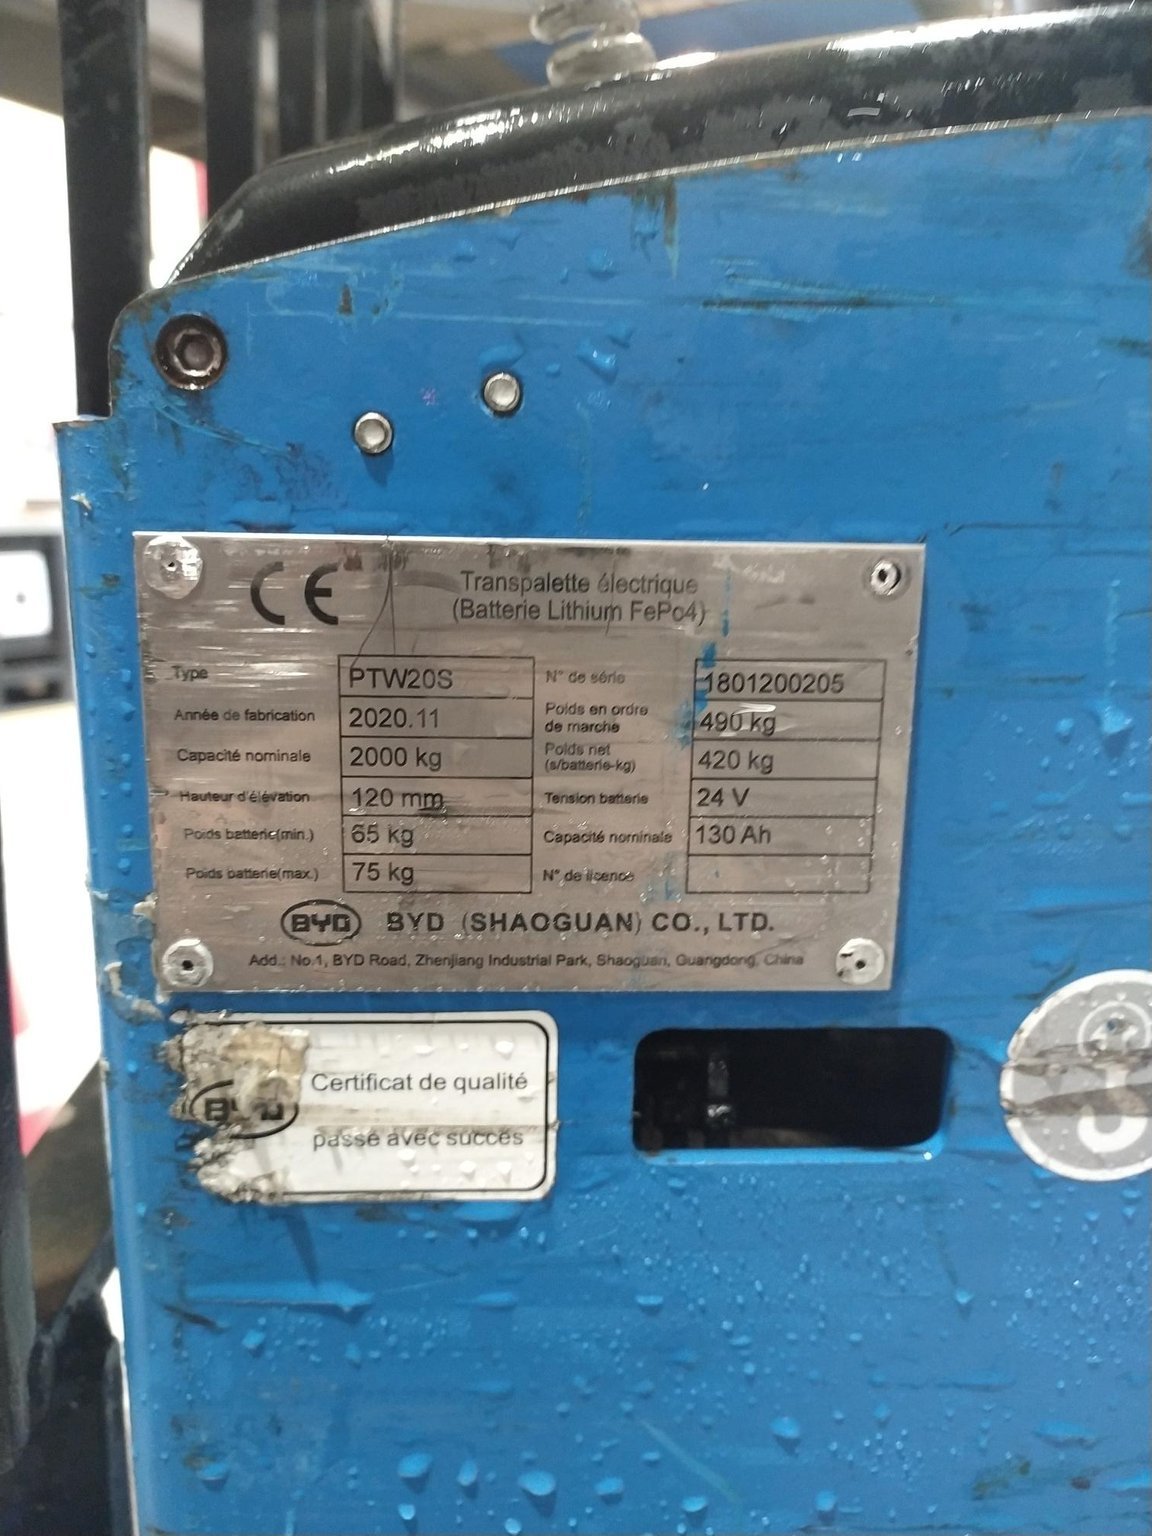 CE
Transpalette électrique
(Batterie Lithium FePo4)
Type PTW20S N° de série 1801200205
Année de fabrication 2020.11 Poids en ordre de marche 490 kg
Capacité nominale 2000 kg Poids net (s/batterie-kg) 420 kg
Hauteur d'élévation 120 mm Tension batterie 24 V
Poids batterie(min.) 65 kg Capacité nominale 130 Ah
Poids batterie(max.) 75 kg N° de licence
BYD BYD (SHAOGUAN) CO., LTD.
Add.: No.1, BYD Road, Zhenjiang Industrial Park, Shaoguan, Guangdong, China
BYD
Certificat de qualité
passé avec succès